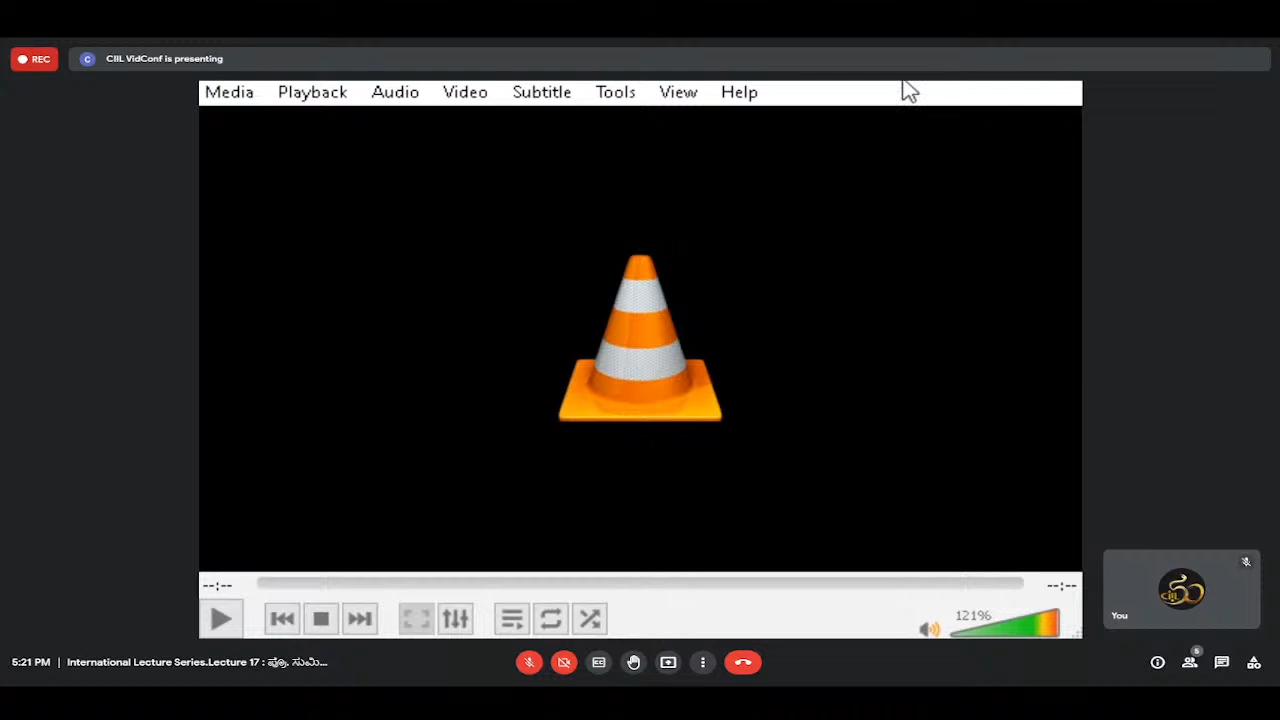 REC
C CIIL VidConf is presenting
Media Playback Audio Video Subtitle Tools View Help
--:-- --:--
121%
You
5:21 PM | International Lecture Series.Lecture 17 : ಪ್ರೊ. ಸುಮಿ...
5